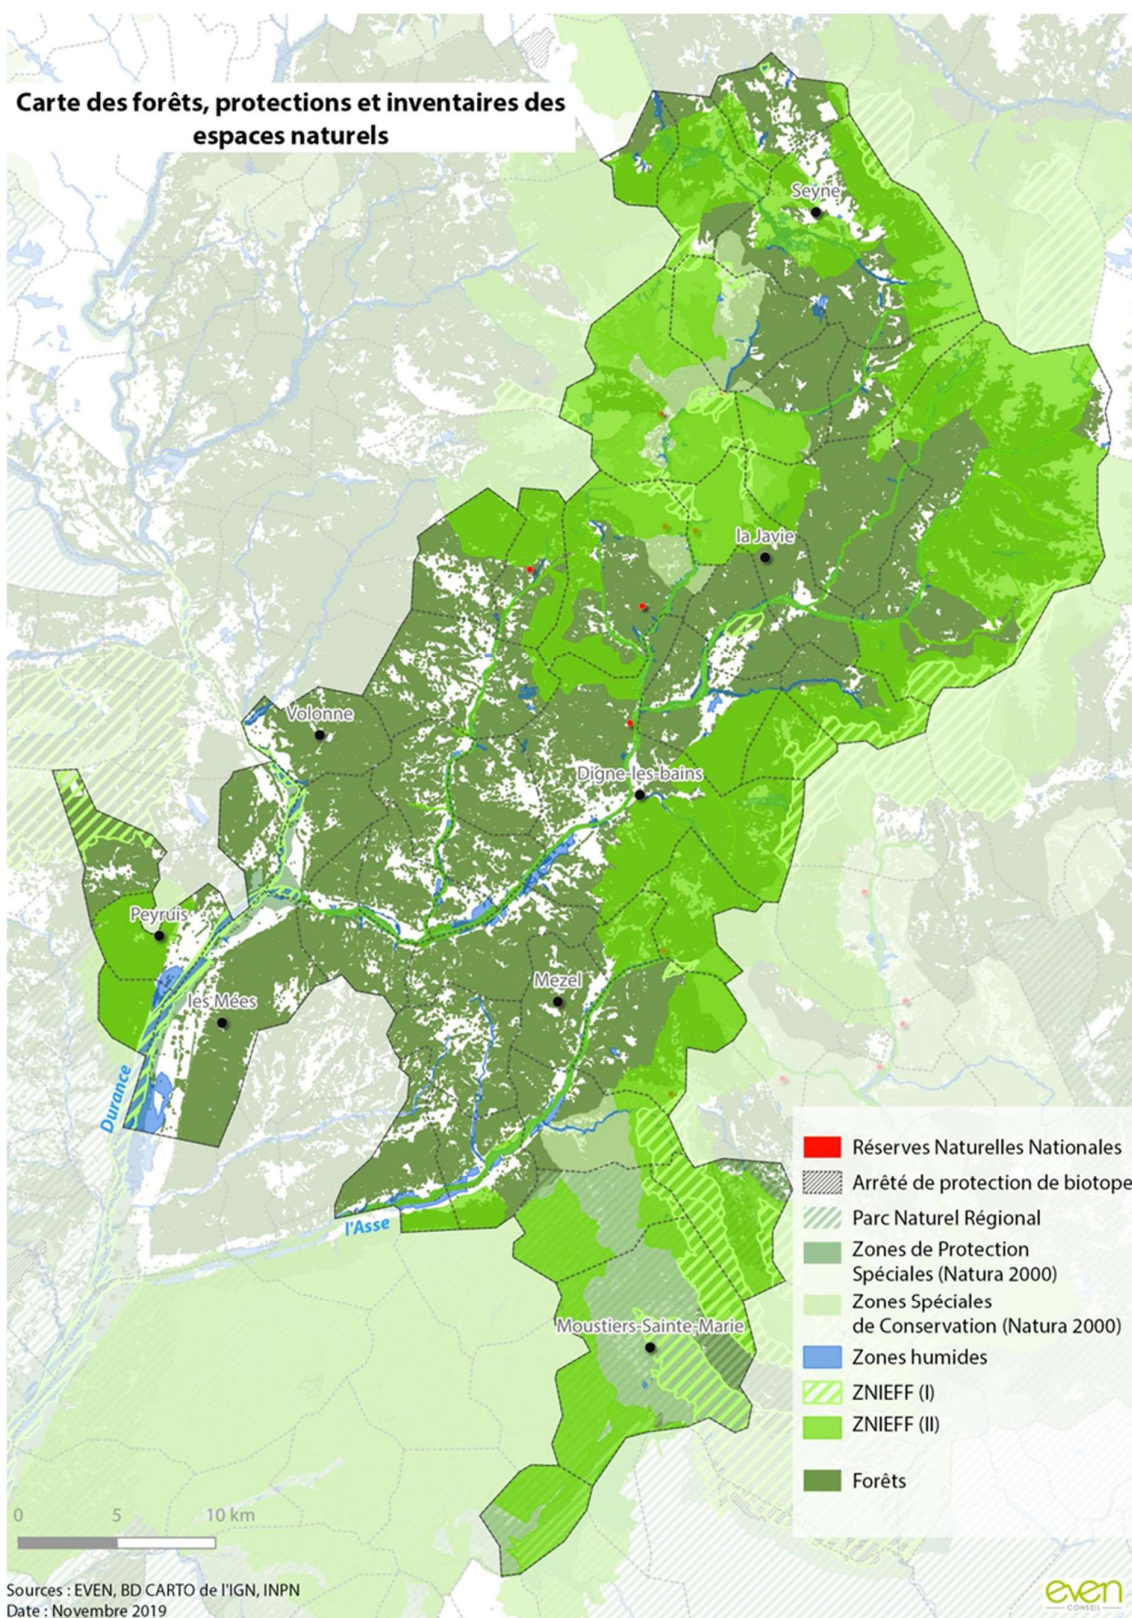 Carte des forêts, protections et inventaires des
espaces naturels
Seyne
la Javie
Volonne
Digne-les-bains
Peyruis
Mezel
les Mées
Durance
l'Asse
Moustiers-Sainte-Marie
Réserves Naturelles Nationales
Arrêté de protection de biotope
Parc Naturel Régional
Zones de Protection
Spéciales (Natura 2000)
Zones Spéciales
de Conservation (Natura 2000)
Zones humides
ZNIEFF (I)
ZNIEFF (II)
Forêts
0 5 10 km
Sources : EVEN, BD CARTO de l'IGN, INPN
Date : Novembre 2019
even
CONSEIL